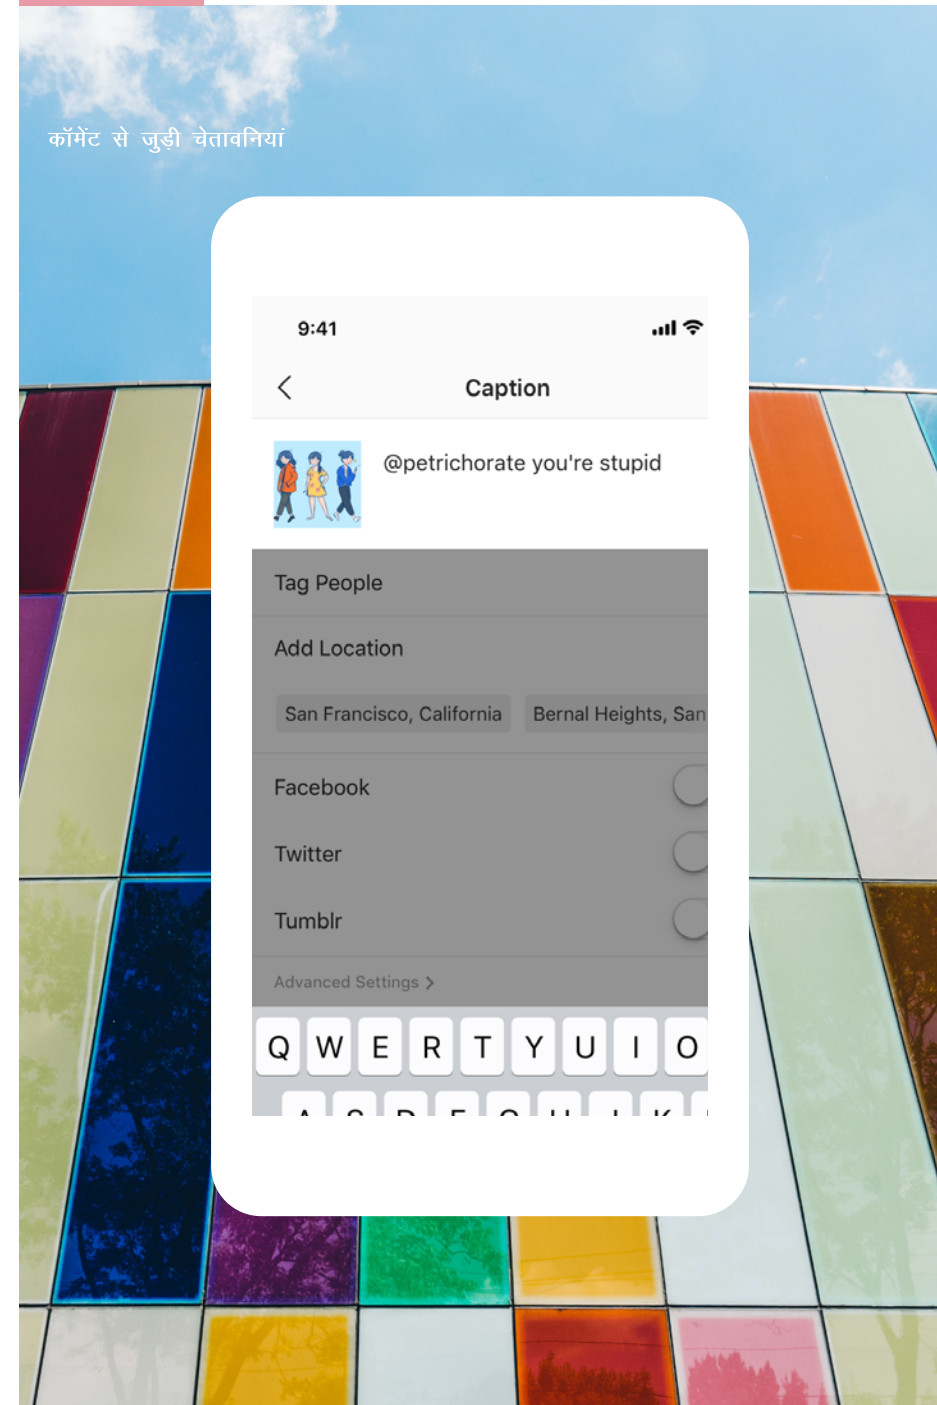 कॉमेंट से जुड़ी चेतावनियां
9:41
Caption
@petrichorate you're stupid
Tag People
Add Location
San Francisco, California
Bernal Heights, San
Facebook
Twitter
Tumblr
Advanced Settings
Q W E R T Y U I O